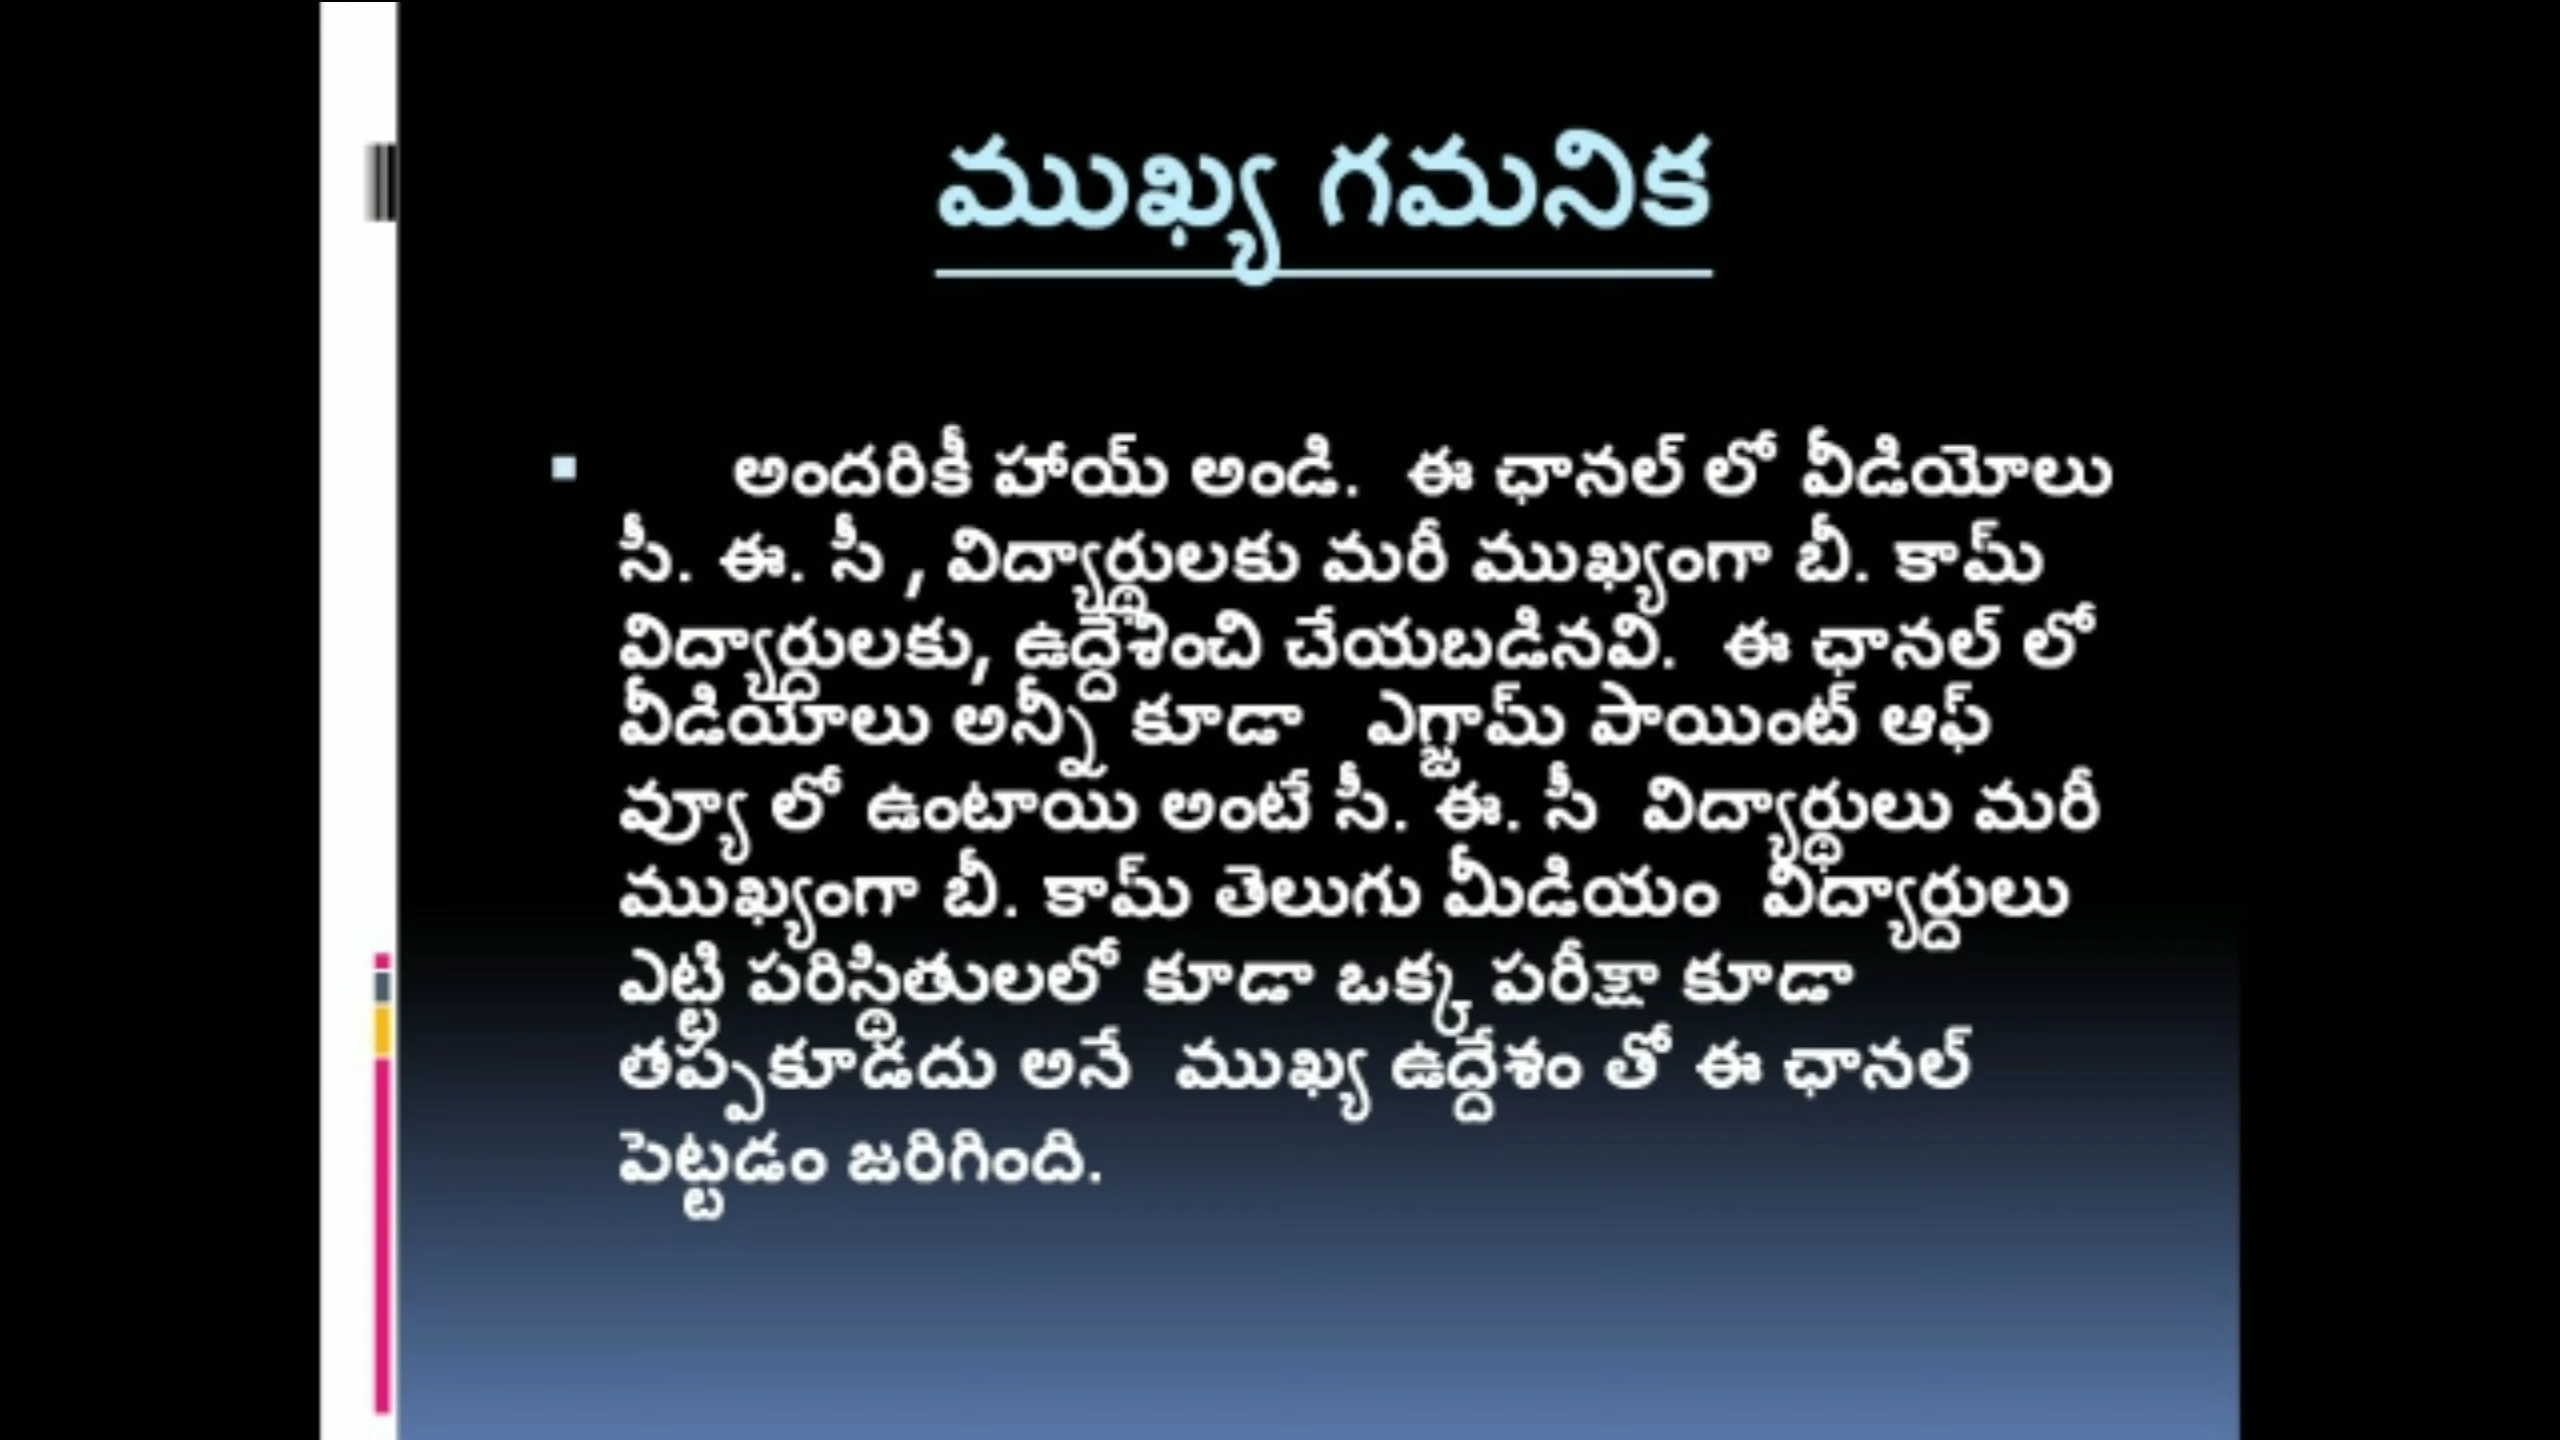 ముఖ్య గమనిక
అందరికీ హాయ్ అండి. ఈ ఛానల్ లో వీడియోలు
సీ. ఈ. సీ , విద్యార్థులకు మరీ ముఖ్యంగా బీ. కామ్
విద్యార్దులకు, ఉద్దేశించి చేయబడినవి. ఈ ఛానల్ లో
వీడియోలు అన్నీ కూడా ఎగ్జామ్ పాయింట్ ఆఫ్
వ్యూ లో ఉంటాయి అంటే సీ. ఈ. సీ విద్యార్థులు మరీ
ముఖ్యంగా బీ. కామ్ తెలుగు మీడియం విద్యార్దులు
ఎట్టి పరిస్థితులలో కూడా ఒక్క పరీక్షా కూడా
తప్పకూడదు అనే ముఖ్య ఉద్దేశం తో ఈ ఛానల్
పెట్టడం జరిగింది.